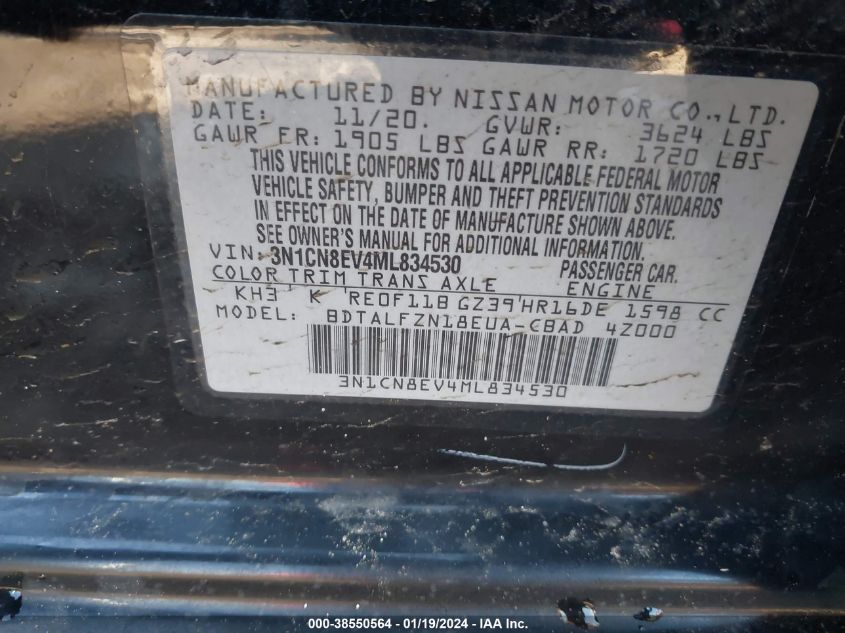 MANUFACTURED BY NISSAN MOTOR CO.,LTD.
DATE: 11/20. GVWR: 3624 LBS
GAWR FR: 1905 LBS GAWR RR: 1720 LBS
THIS VEHICLE CONFORMS TO ALL APPLICABLE FEDERAL MOTOR
VEHICLE SAFETY, BUMPER AND THEFT PREVENTION STANDARDS
IN EFFECT ON THE DATE OF MANUFACTURE SHOWN ABOVE.
SEE OWNER'S MANUAL FOR ADDITIONAL INFORMATION.
VIN: 3N1CN8EV4ML834530 PASSENGER CAR.
COLOR TRIM TRANS AXLE ENGINE
KH3 K RE0F11B GZ39 HR16DE 1598 CC
MODEL: BDTALFZN18EUA-CBAD 4Z000
3N1CN8EV4ML834530
000-38550564 - 01/19/2024 - IAA Inc.